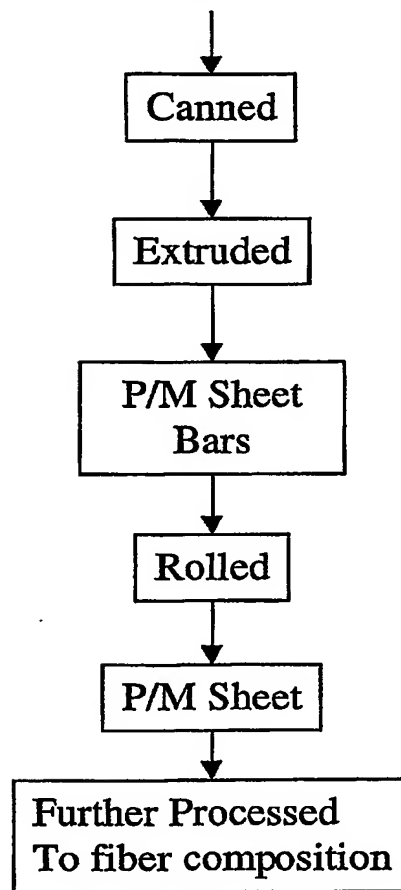 Canned
Extruded
P/M Sheet
Bars
Rolled
P/M Sheet
Further Processed
To fiber composition